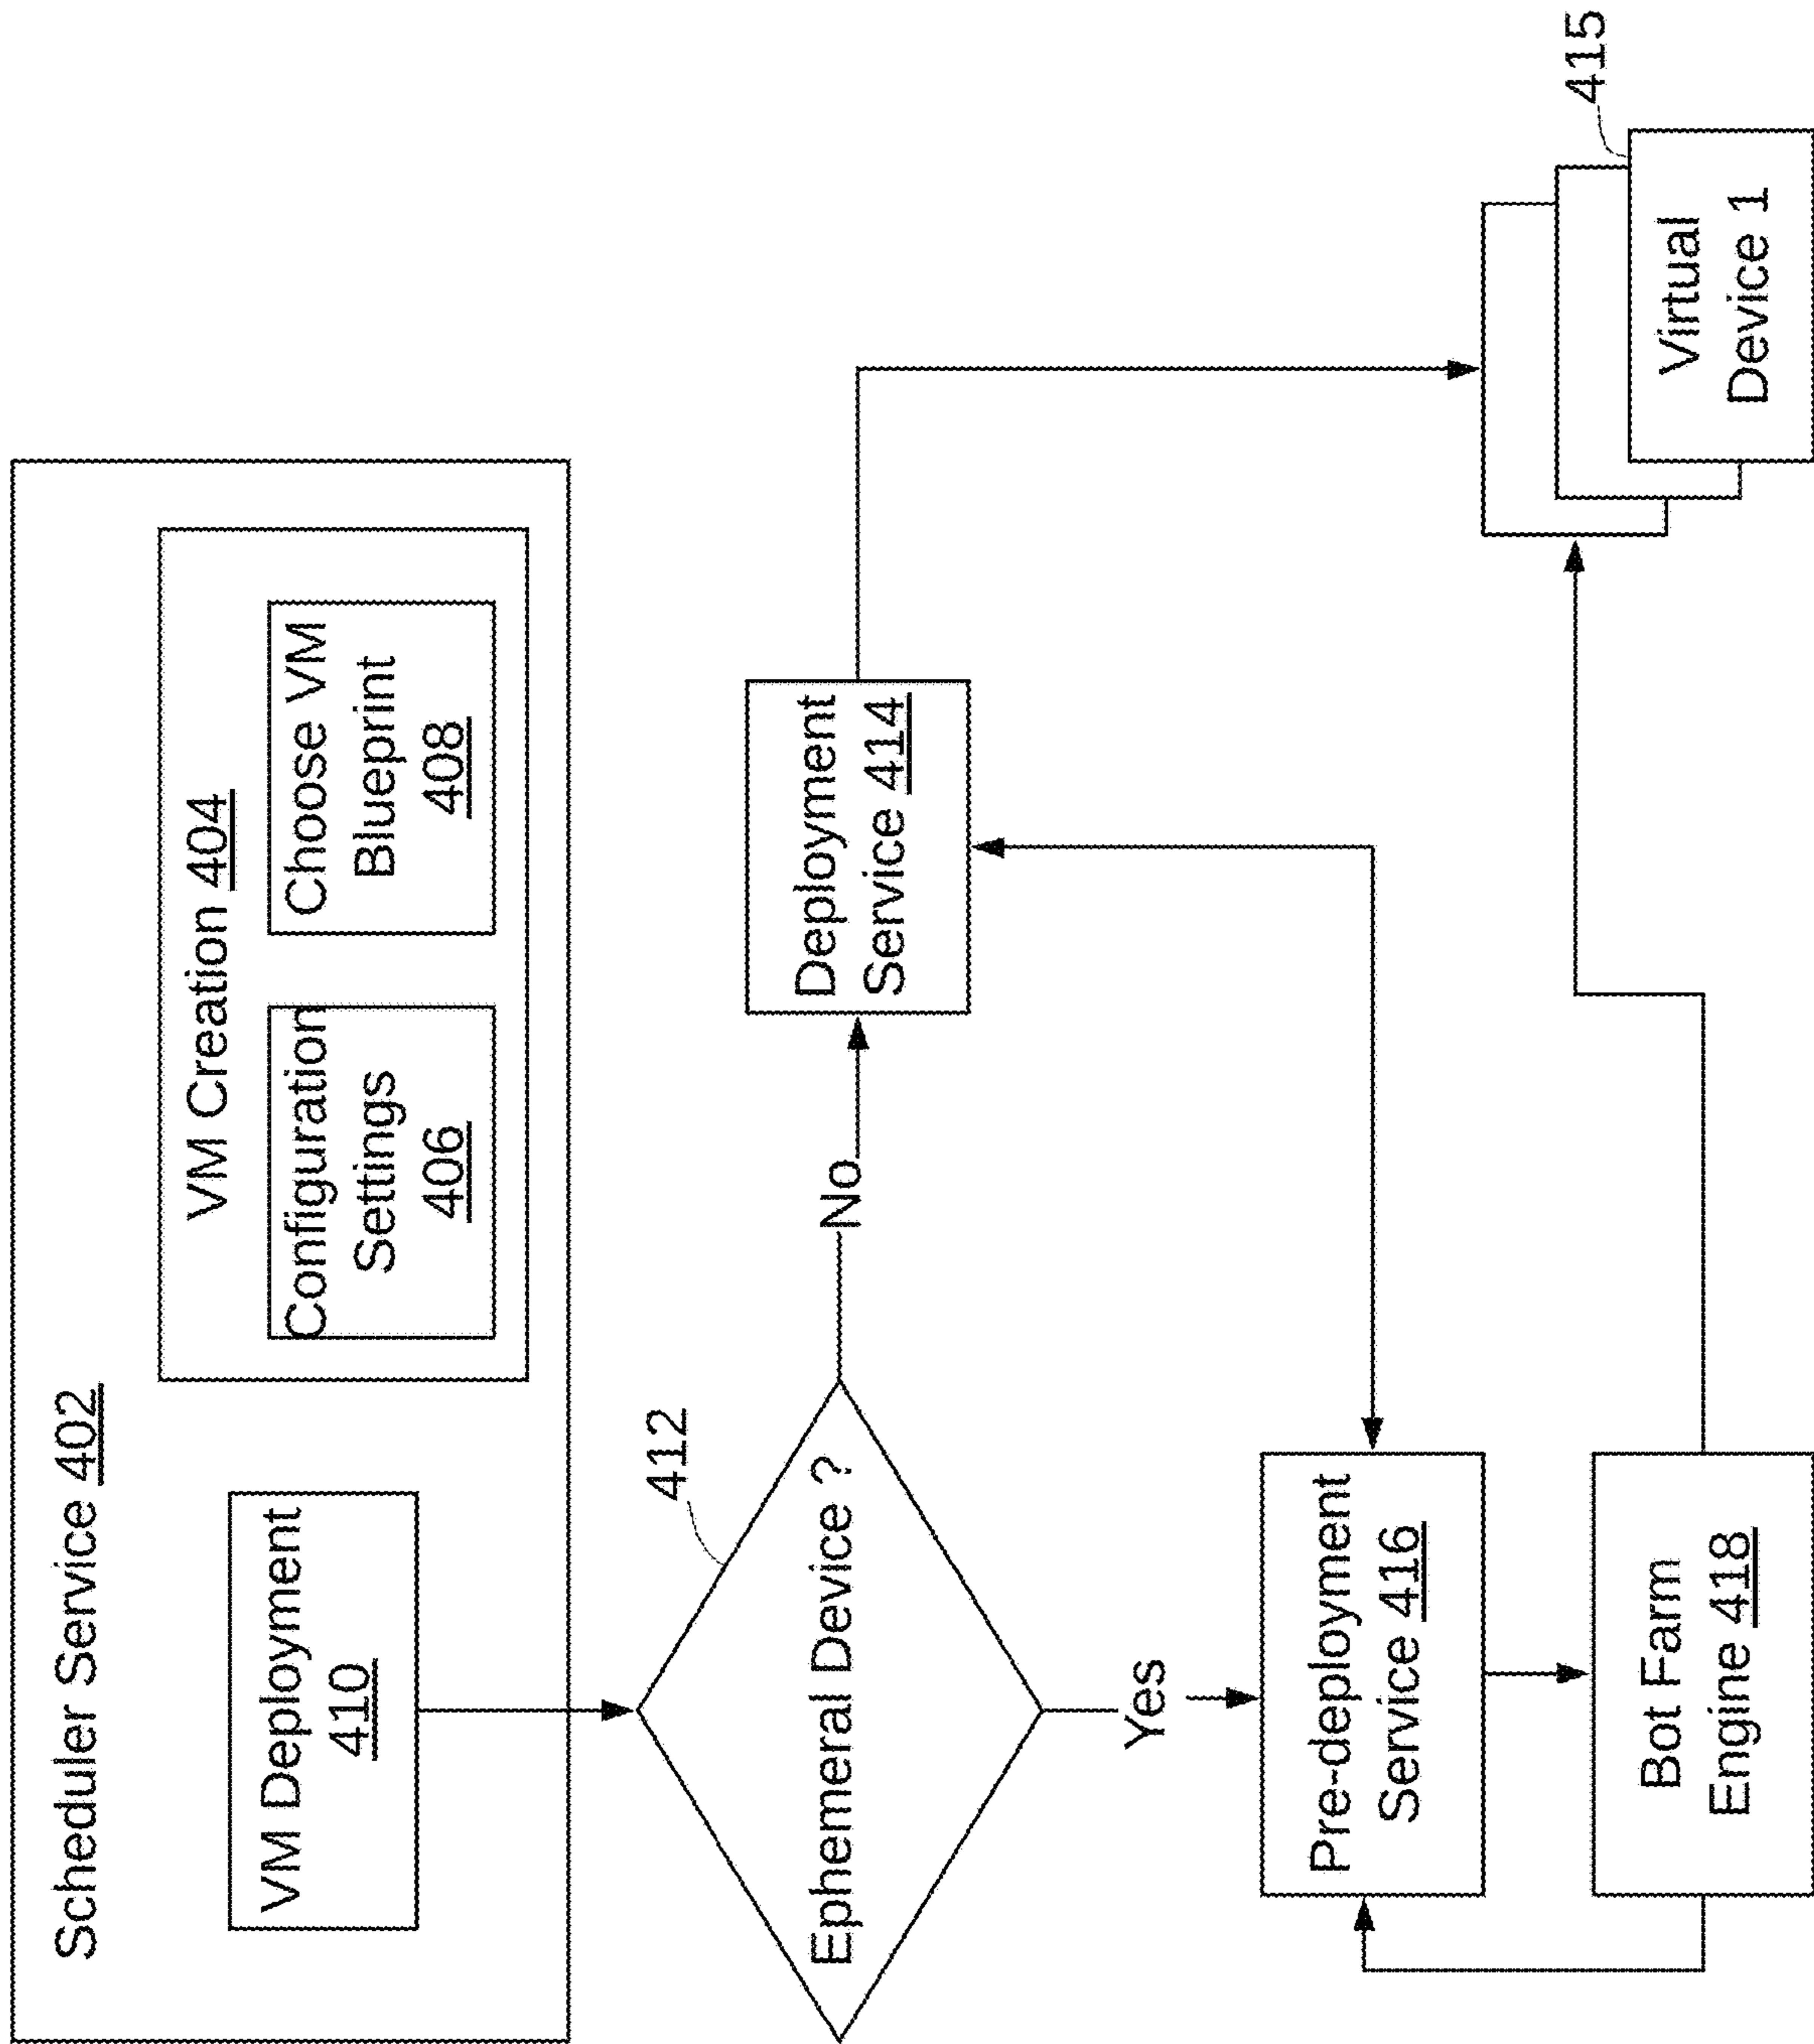 Scheduler Service 402
VM Deployment
410
VM Creation 404
Configuration
Settings
406
Choose VM
Blueprint
408
412
Ephemeral Device ?
No
Deployment
Service 414
Yes
Pre-deployment
Service 416
Bot Farm
Engine 418
415
Virtual
Device 1